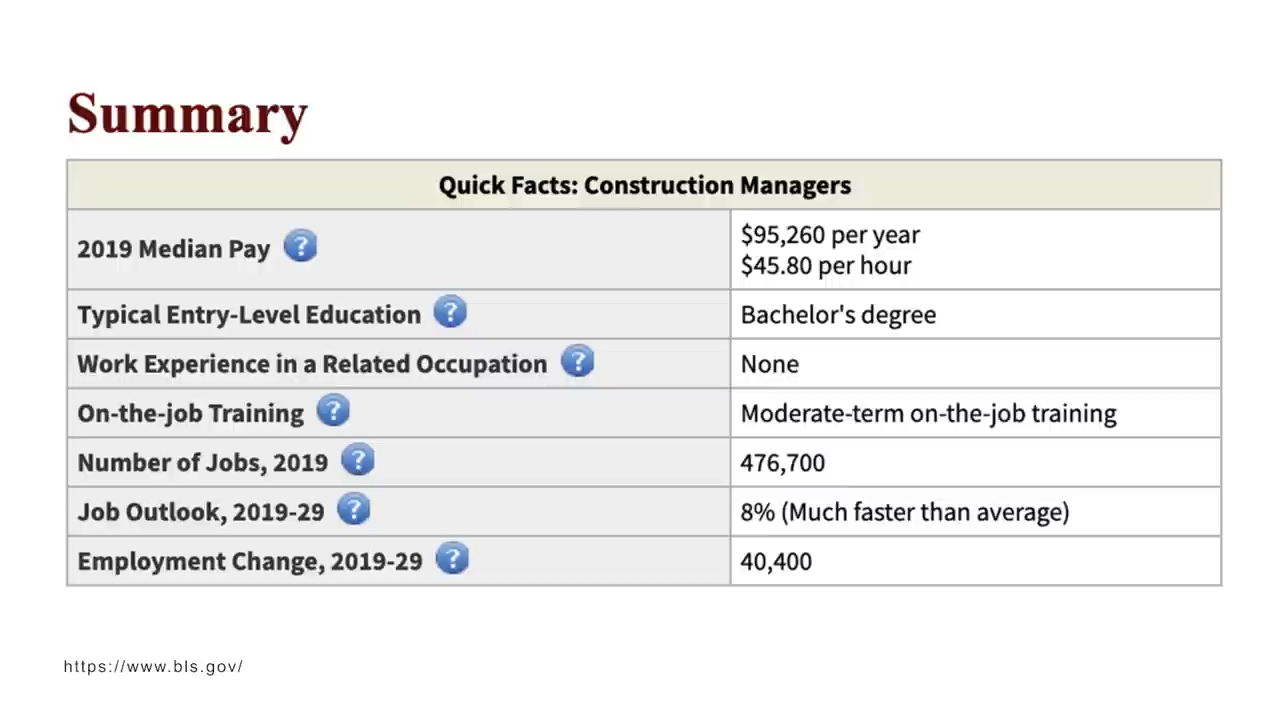 Summary
Quick Facts: Construction Managers
2019 Median Pay ?
$95,260 per year
$45.80 per hour
Typical Entry-Level Education ?
Bachelor's degree
Work Experience in a Related Occupation ?
None
On-the-job Training ?
Moderate-term on-the-job training
Number of Jobs, 2019 ?
476,700
Job Outlook, 2019-29 ?
8% (Much faster than average)
Employment Change, 2019-29 ?
40,400
https://www.bls.gov/